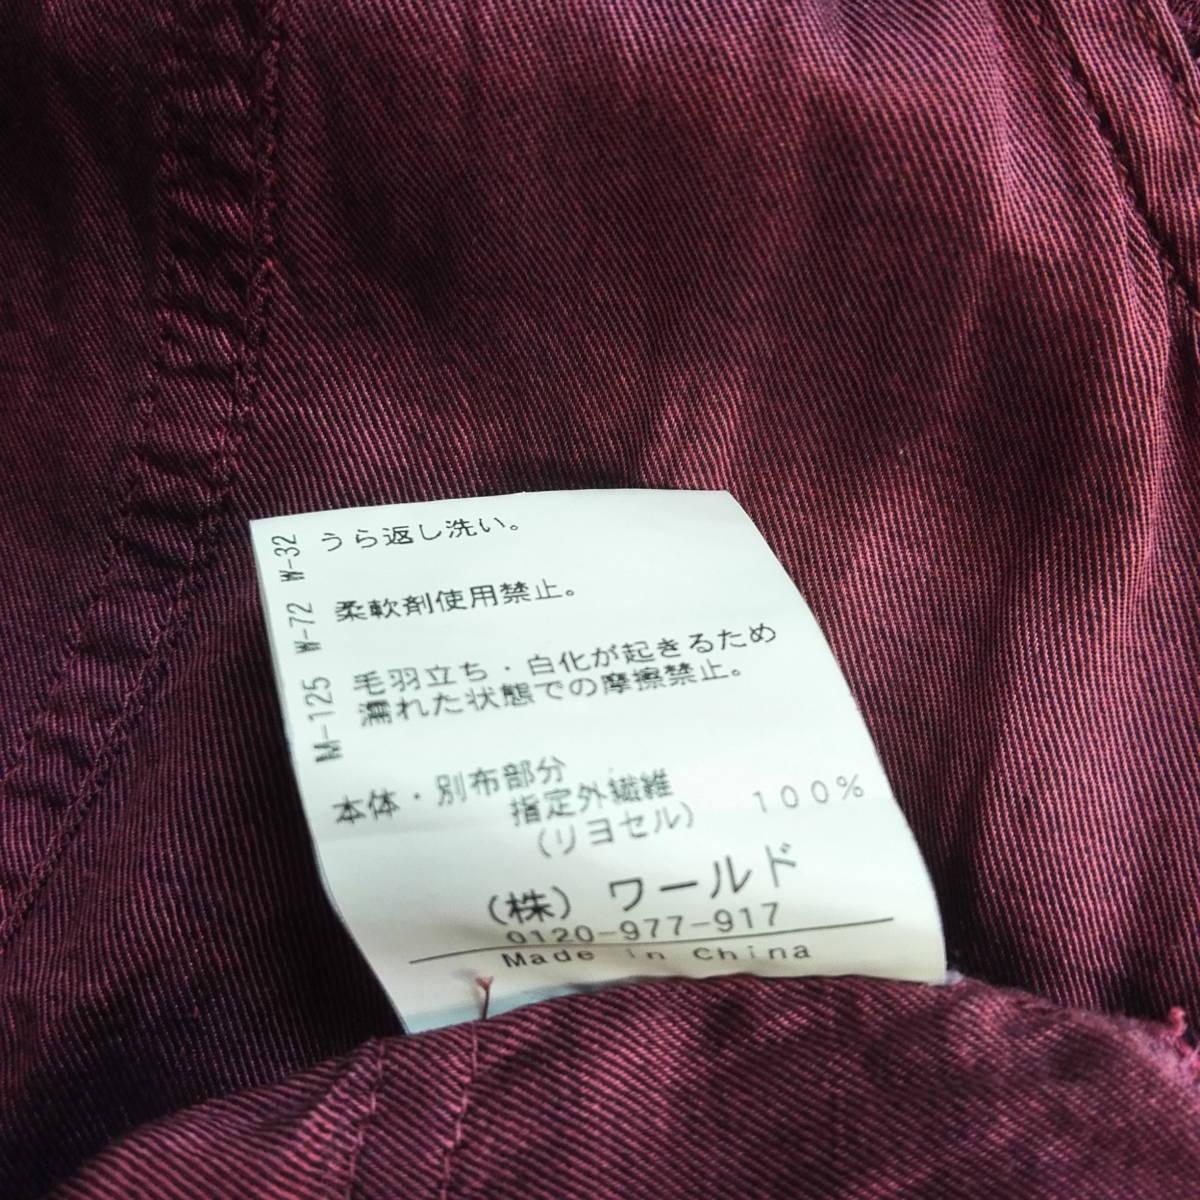 うら返し洗い。
柔軟剤使用禁止。
毛羽立ち・白化が起きるため
濡れた状態での摩擦禁止。
本体・別布部分
指定外繊維
(リヨセル) 100%
(株) ワールド
0120-977-917
Made in China
M-125 W-72 W-32